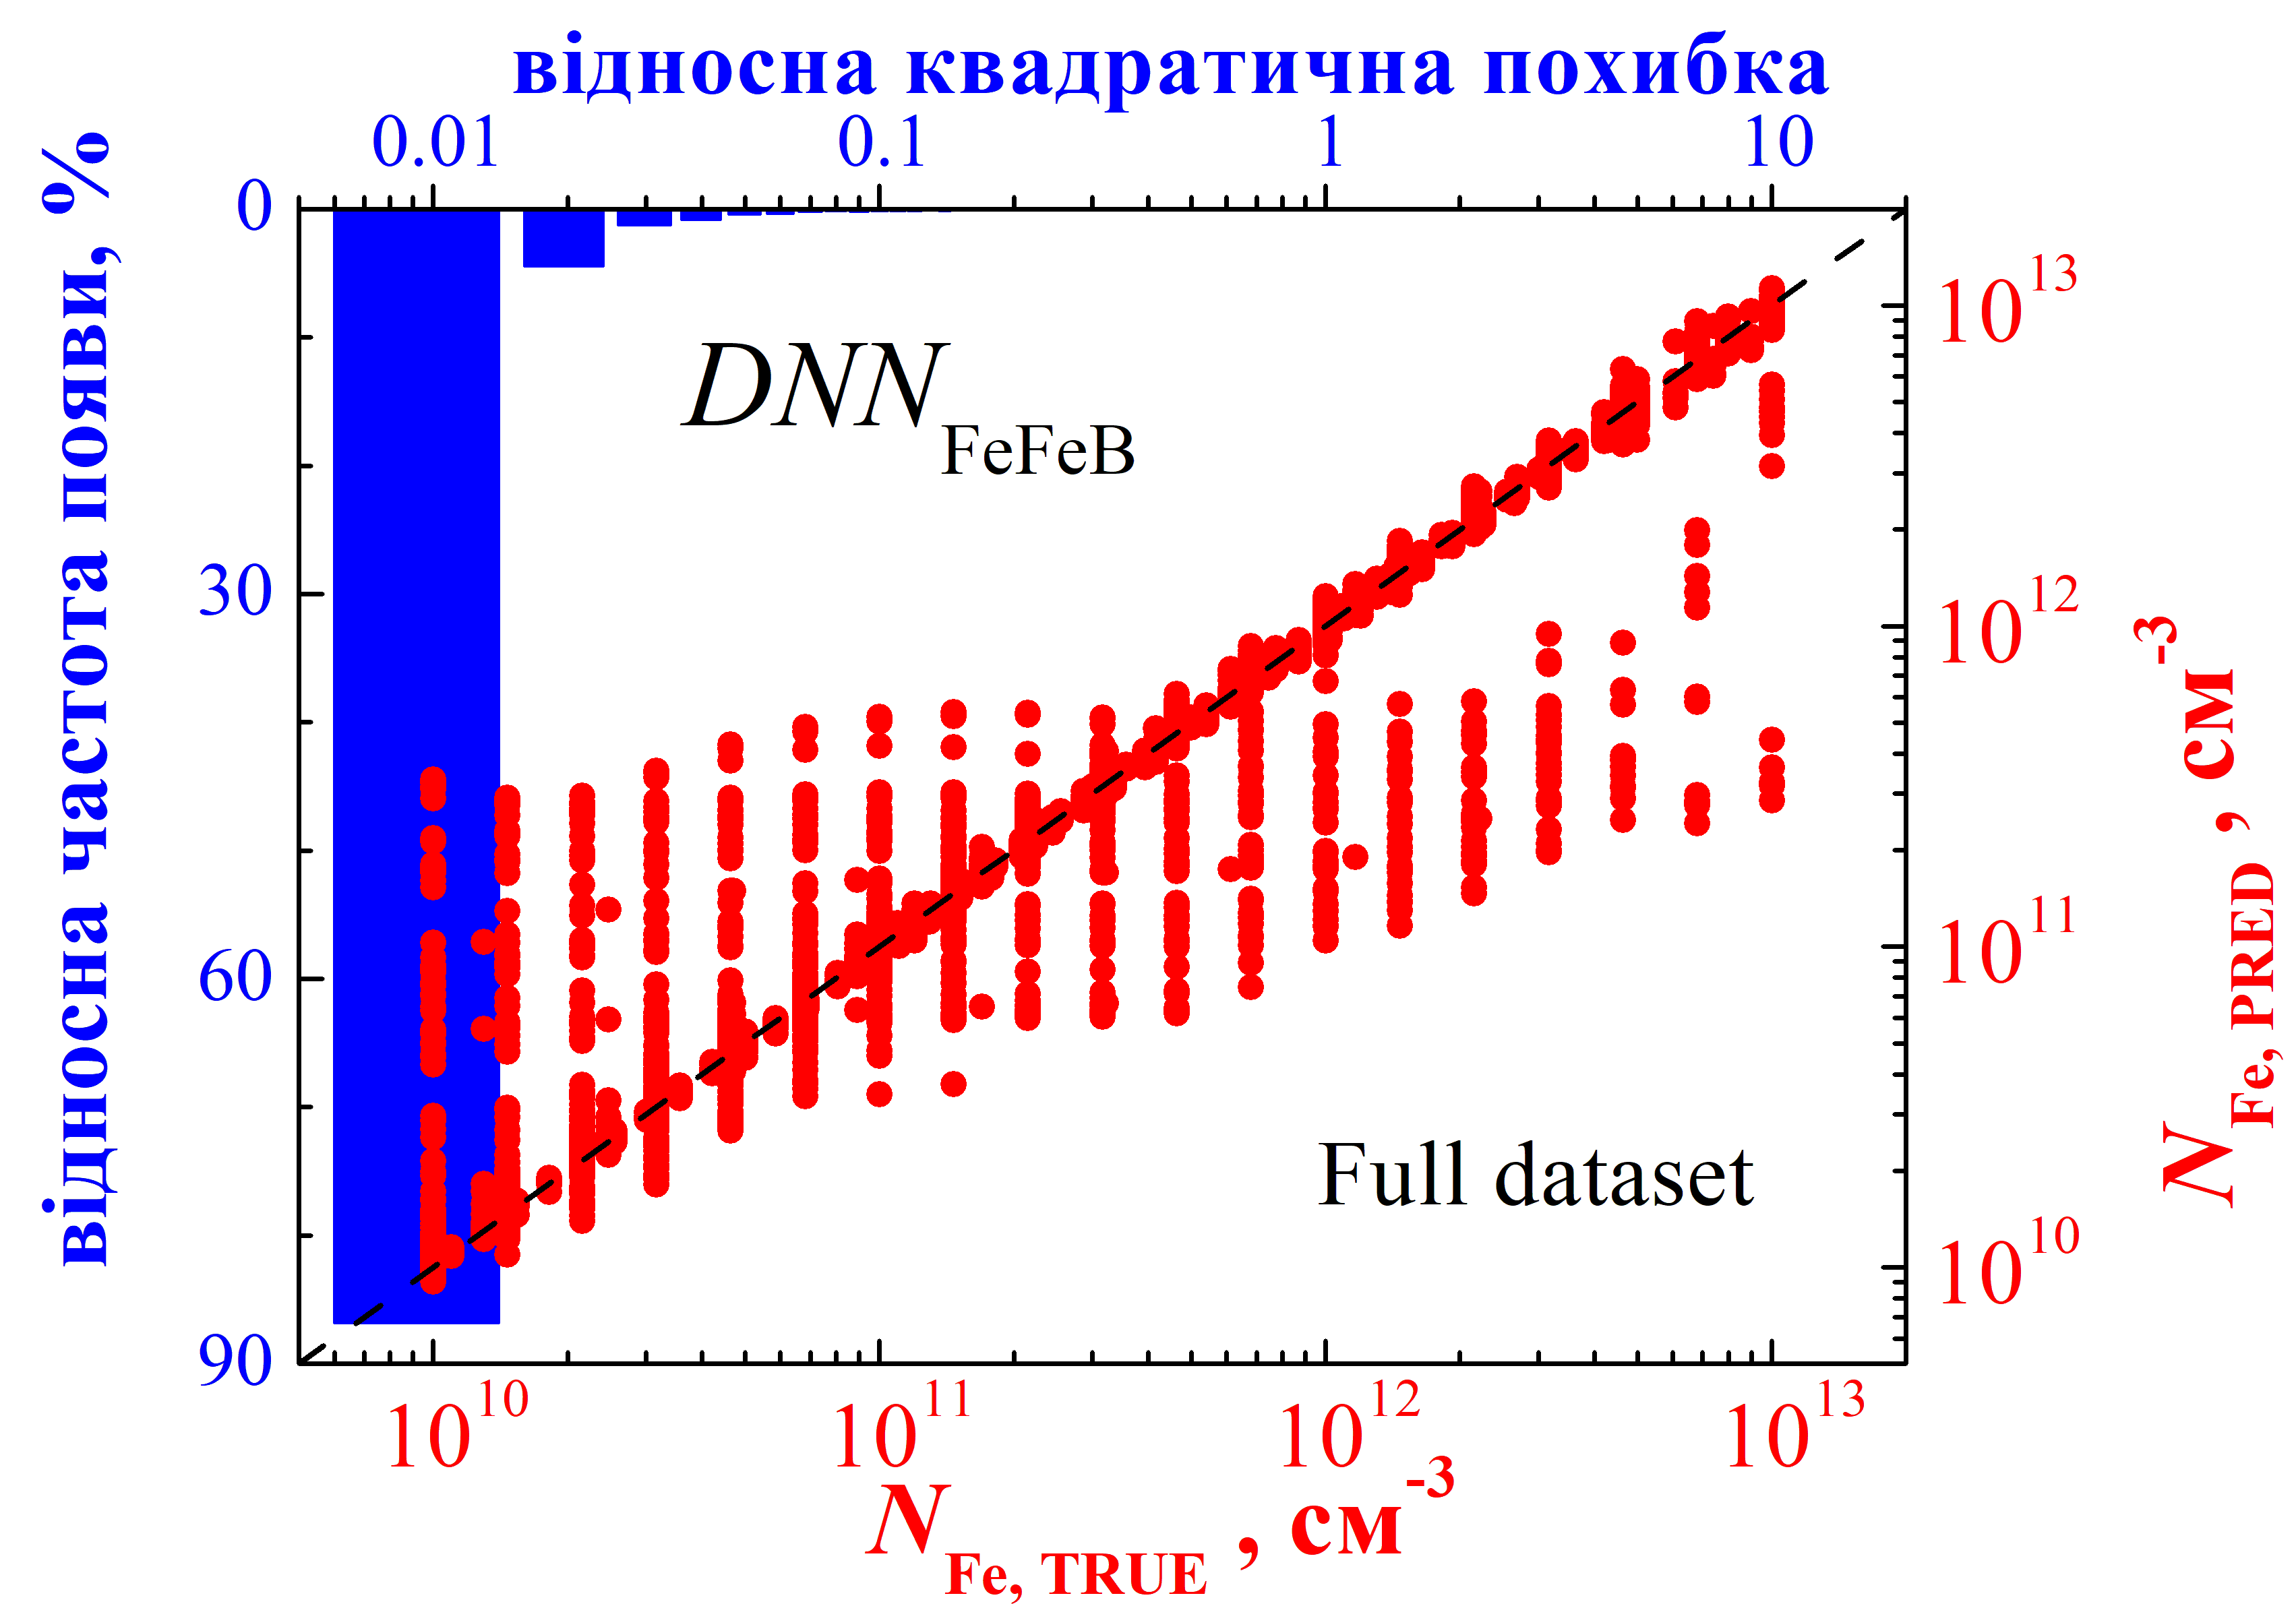 відносна квадратична похибка
0.01 0.1 1 10
відносна частота появи, %
0
30
60
90
DNN FeFeB
Full dataset
10^13
10^12
10^11
10^10
N Fe, PRED , см^-3
10^10 10^11 10^12 10^13
N Fe, TRUE , см^-3